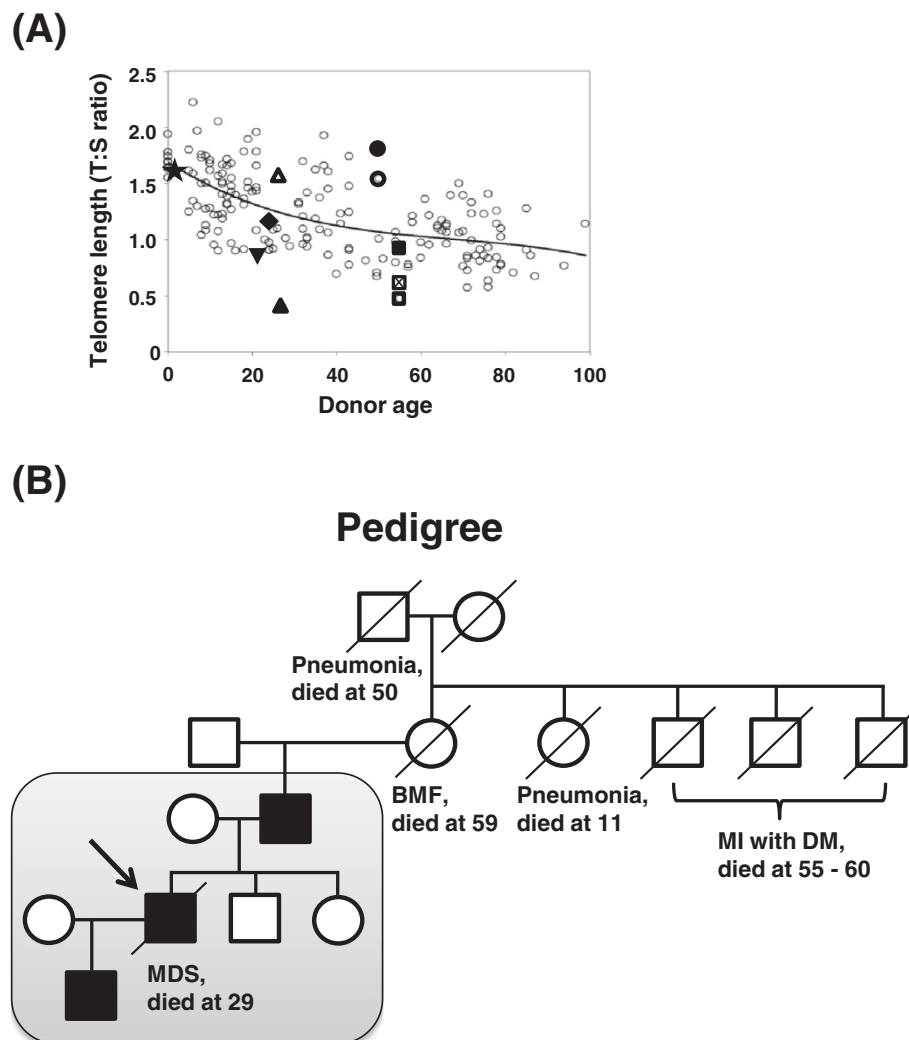 (A)
Telomere length (T:S ratio)
2.5
2.0
1.5
1.0
0.5
0
0 20 40 60 80 100
Donor age
(B)
Pedigree
Pneumonia,
died at 50
BMF,
died at 59
Pneumonia,
died at 11
MI with DM,
died at 55 - 60
MDS,
died at 29